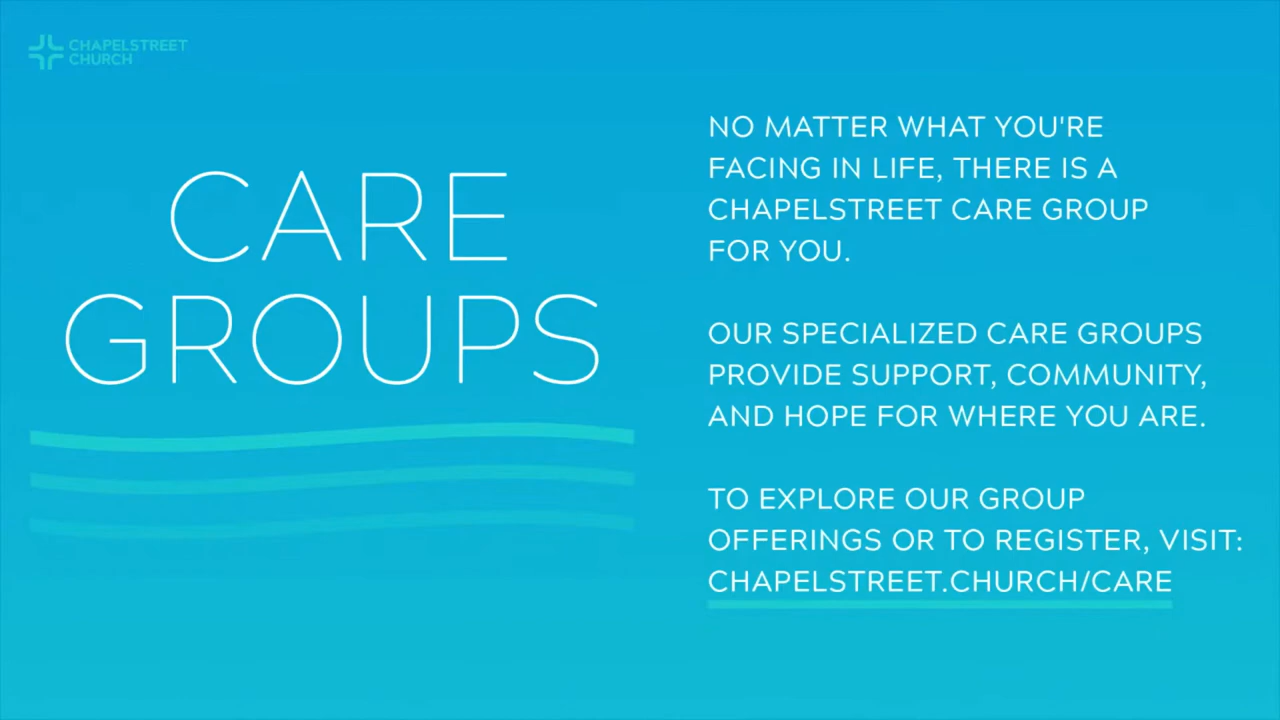 CHAPELSTREET
CHURCH
CARE
GROUPS
NO MATTER WHAT YOU'RE
FACING IN LIFE, THERE IS A
CHAPELSTREET CARE GROUP
FOR YOU.
OUR SPECIALIZED CARE GROUPS
PROVIDE SUPPORT, COMMUNITY,
AND HOPE FOR WHERE YOU ARE.
TO EXPLORE OUR GROUP
OFFERINGS OR TO REGISTER, VISIT:
CHAPELSTREET.CHURCH/CARE